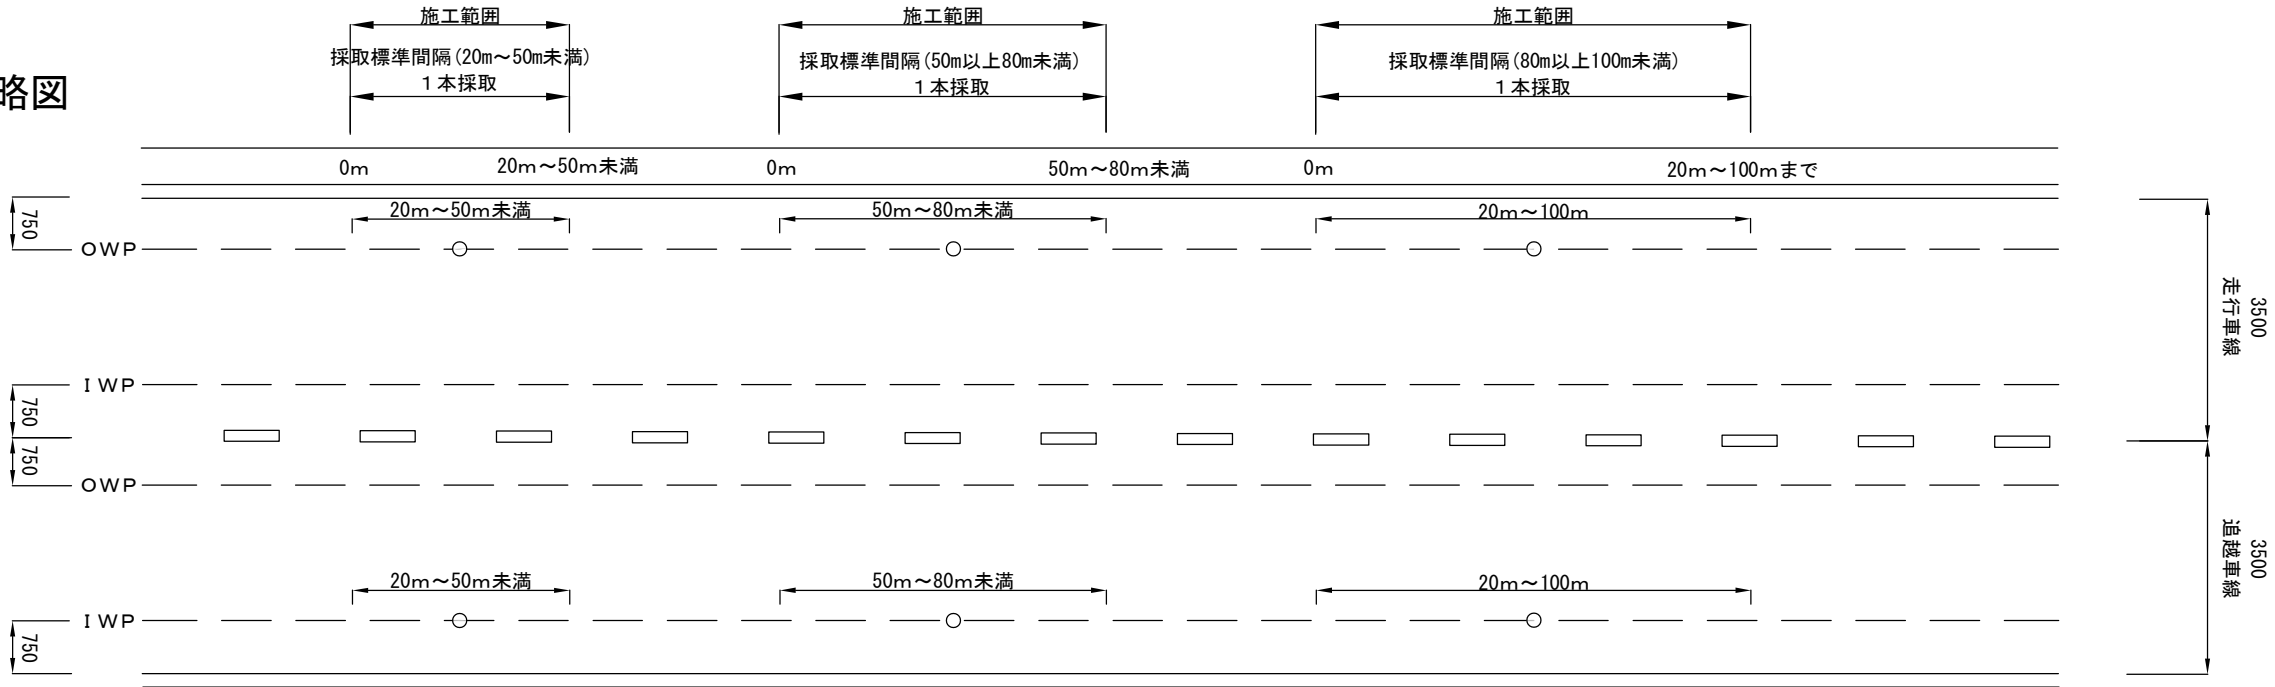 施工範囲
施工範囲
施工範囲
採取標準間隔(20m~50m未満)
1本採取
採取標準間隔(50m以上80m未満)
1本採取
採取標準間隔(80m以上100m未満)
1本採取
略図
0m
20m~50m未満
0m
50m~80m未満
0m
20m~100mまで
750
20m~50m未満
50m~80m未満
20m~100m
OWP
3500
走行車線
IWP
750
750
OWP
3500
追越車線
20m~50m未満
50m~80m未満
20m~100m
IWP
750